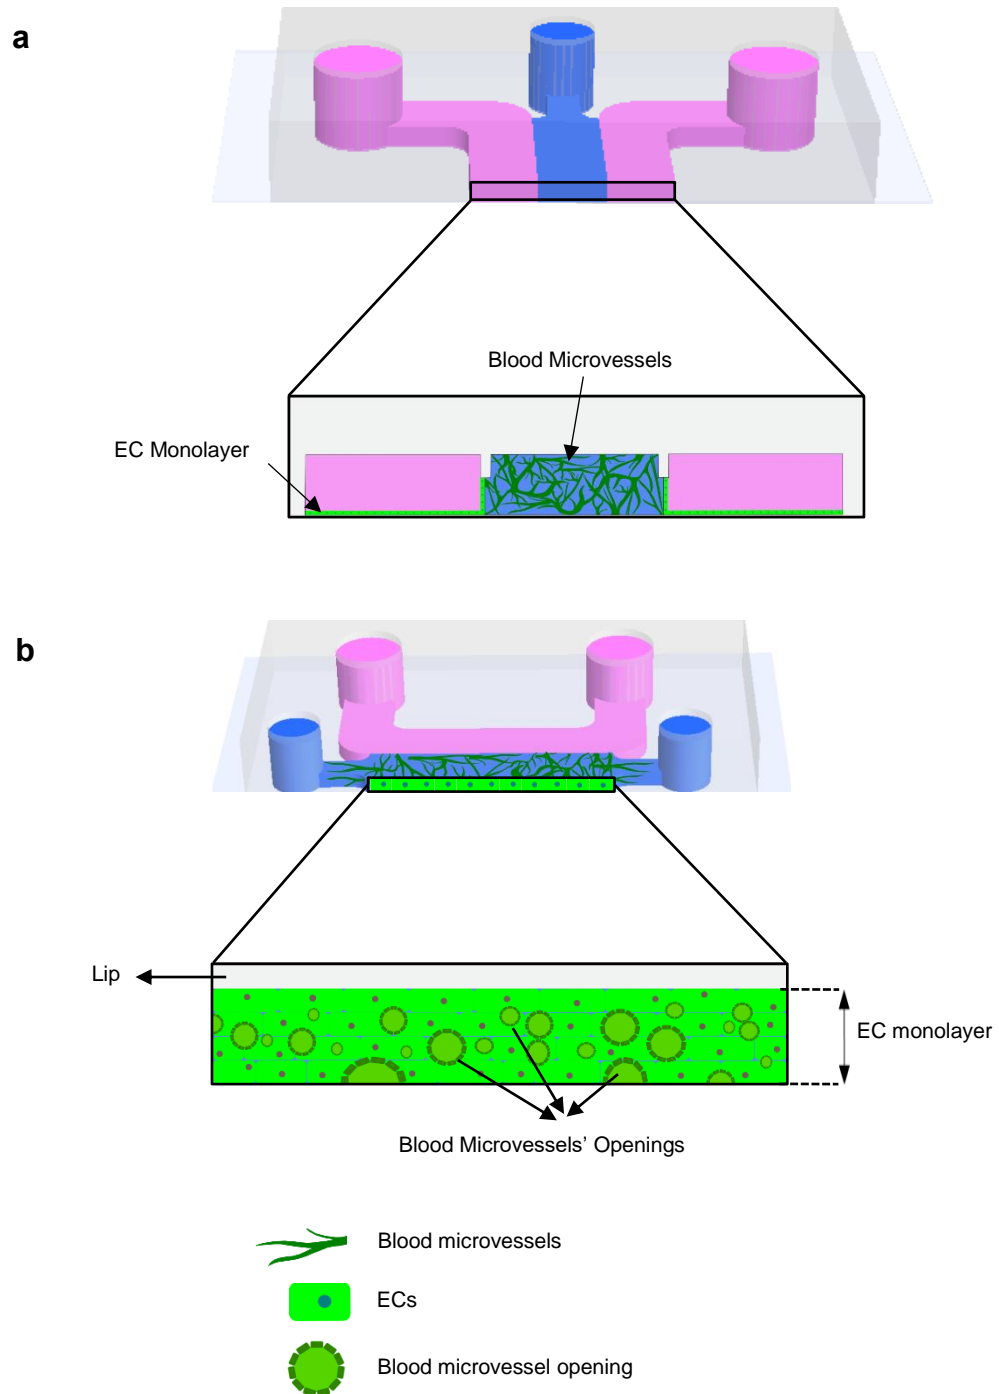 a
Blood Microvessels
EC Monolayer
b
Lip
EC monolayer
Blood Microvessels’ Openings
Blood microvessels
ECs
Blood microvessel opening